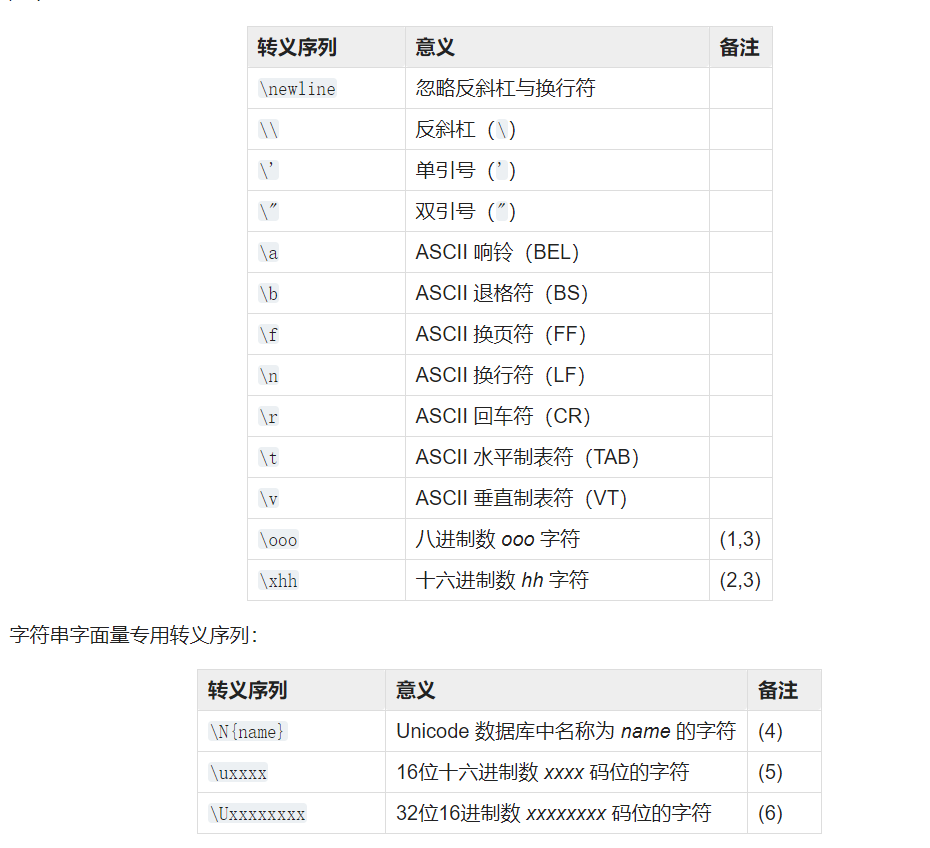 转义序列 意义 备注
\newline 忽略反斜杠与换行符
\\ 反斜杠（\）
\' 单引号（'）
\" 双引号（"）
\a ASCII 响铃（BEL）
\b ASCII 退格符（BS）
\f ASCII 换页符（FF）
\n ASCII 换行符（LF）
\r ASCII 回车符（CR）
\t ASCII 水平制表符（TAB）
\v ASCII 垂直制表符（VT）
\ooo 八进制数 ooo 字符 (1,3)
\xhh 十六进制数 hh 字符 (2,3)
字符串字面量专用转义序列：
转义序列 意义 备注
\N{name} Unicode 数据库中名称为 name 的字符 (4)
\uxxxx 16位十六进制数 xxxx 码位的字符 (5)
\Uxxxxxxxx 32位16进制数 xxxxxxxx 码位的字符 (6)